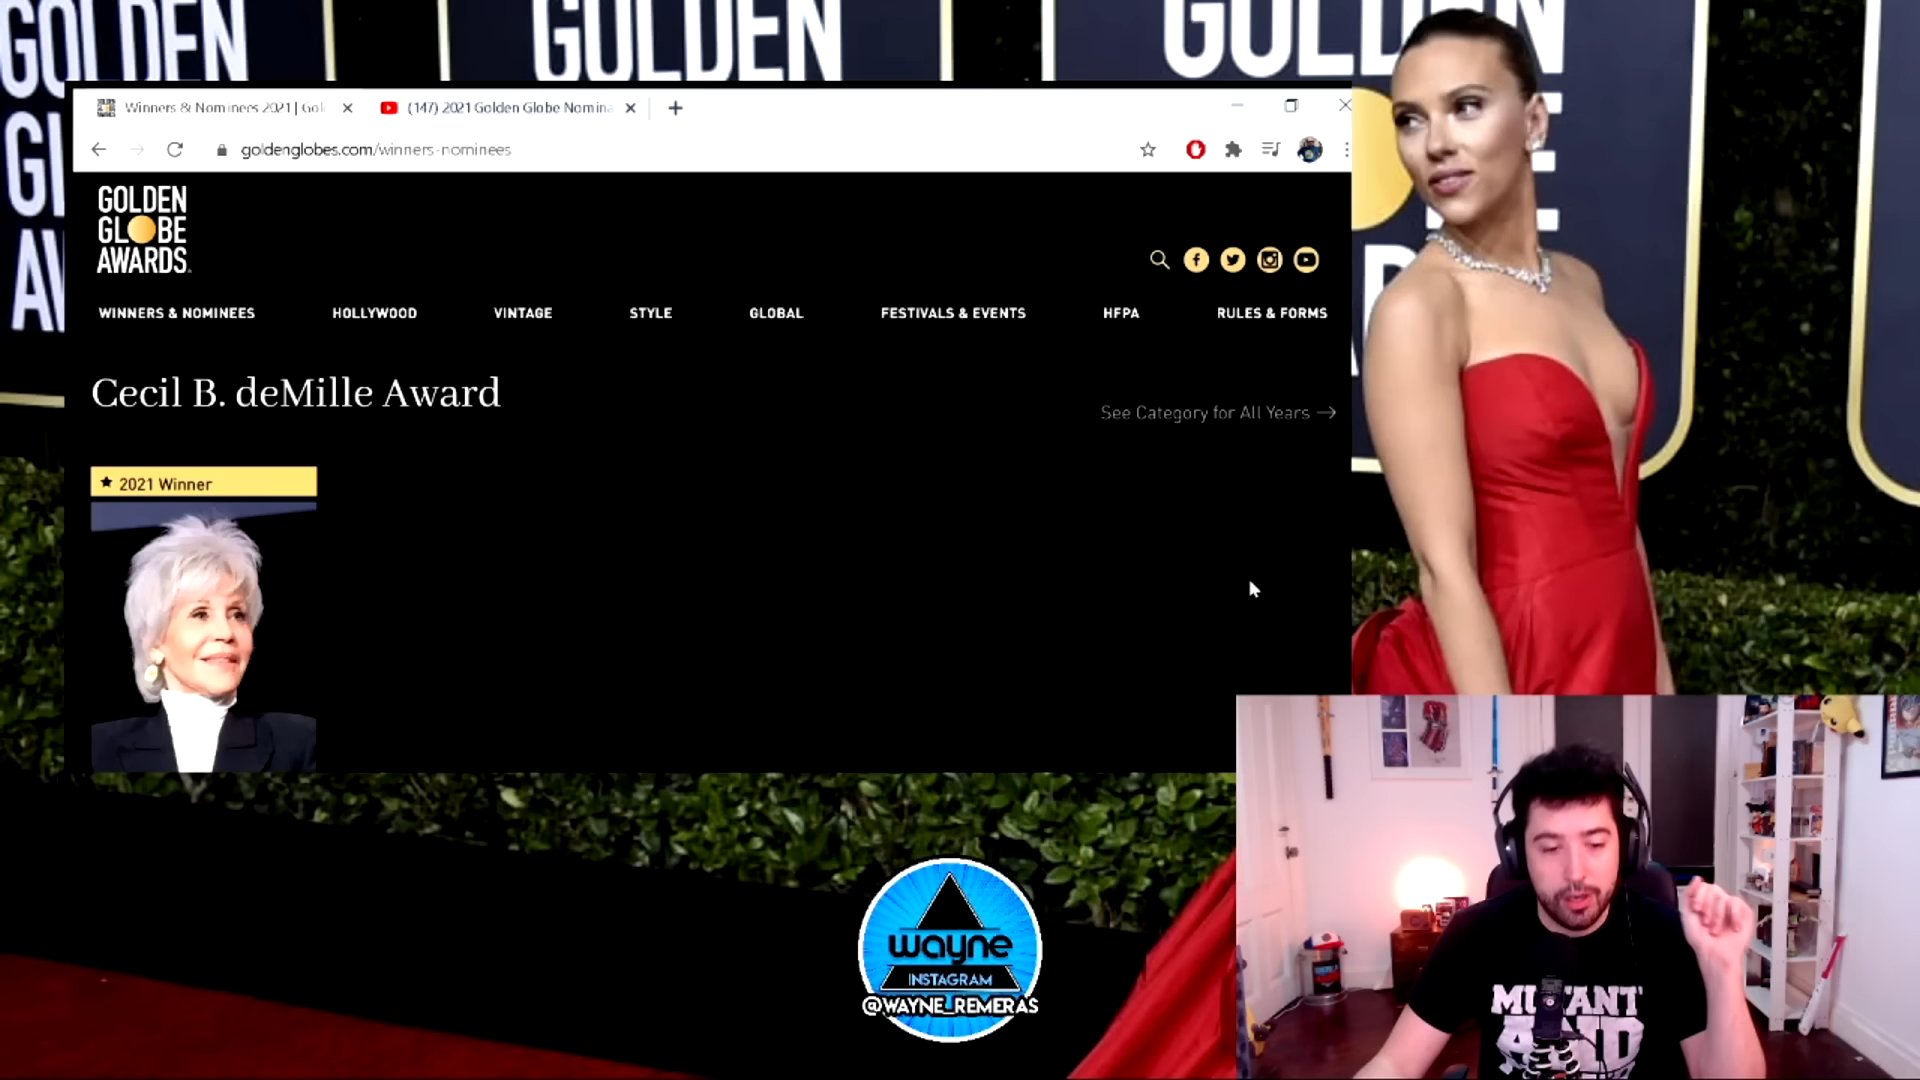 GOLDEN GOLDEN GOLDEN
Winners & Nominees 2021 | Gol
(147) 2021 Golden Globe Nomina
goldenglobes.com/winners-nominees
GOLDEN
GLOBE
AWARDS
WINNERS & NOMINEES HOLLYWOOD VINTAGE STYLE GLOBAL FESTIVALS & EVENTS HFPA RULES & FORMS
Cecil B. deMille Award
See Category for All Years →
★ 2021 Winner
wayne
INSTAGRAM
@WAYNE_REMERAS
MUTANT
AND